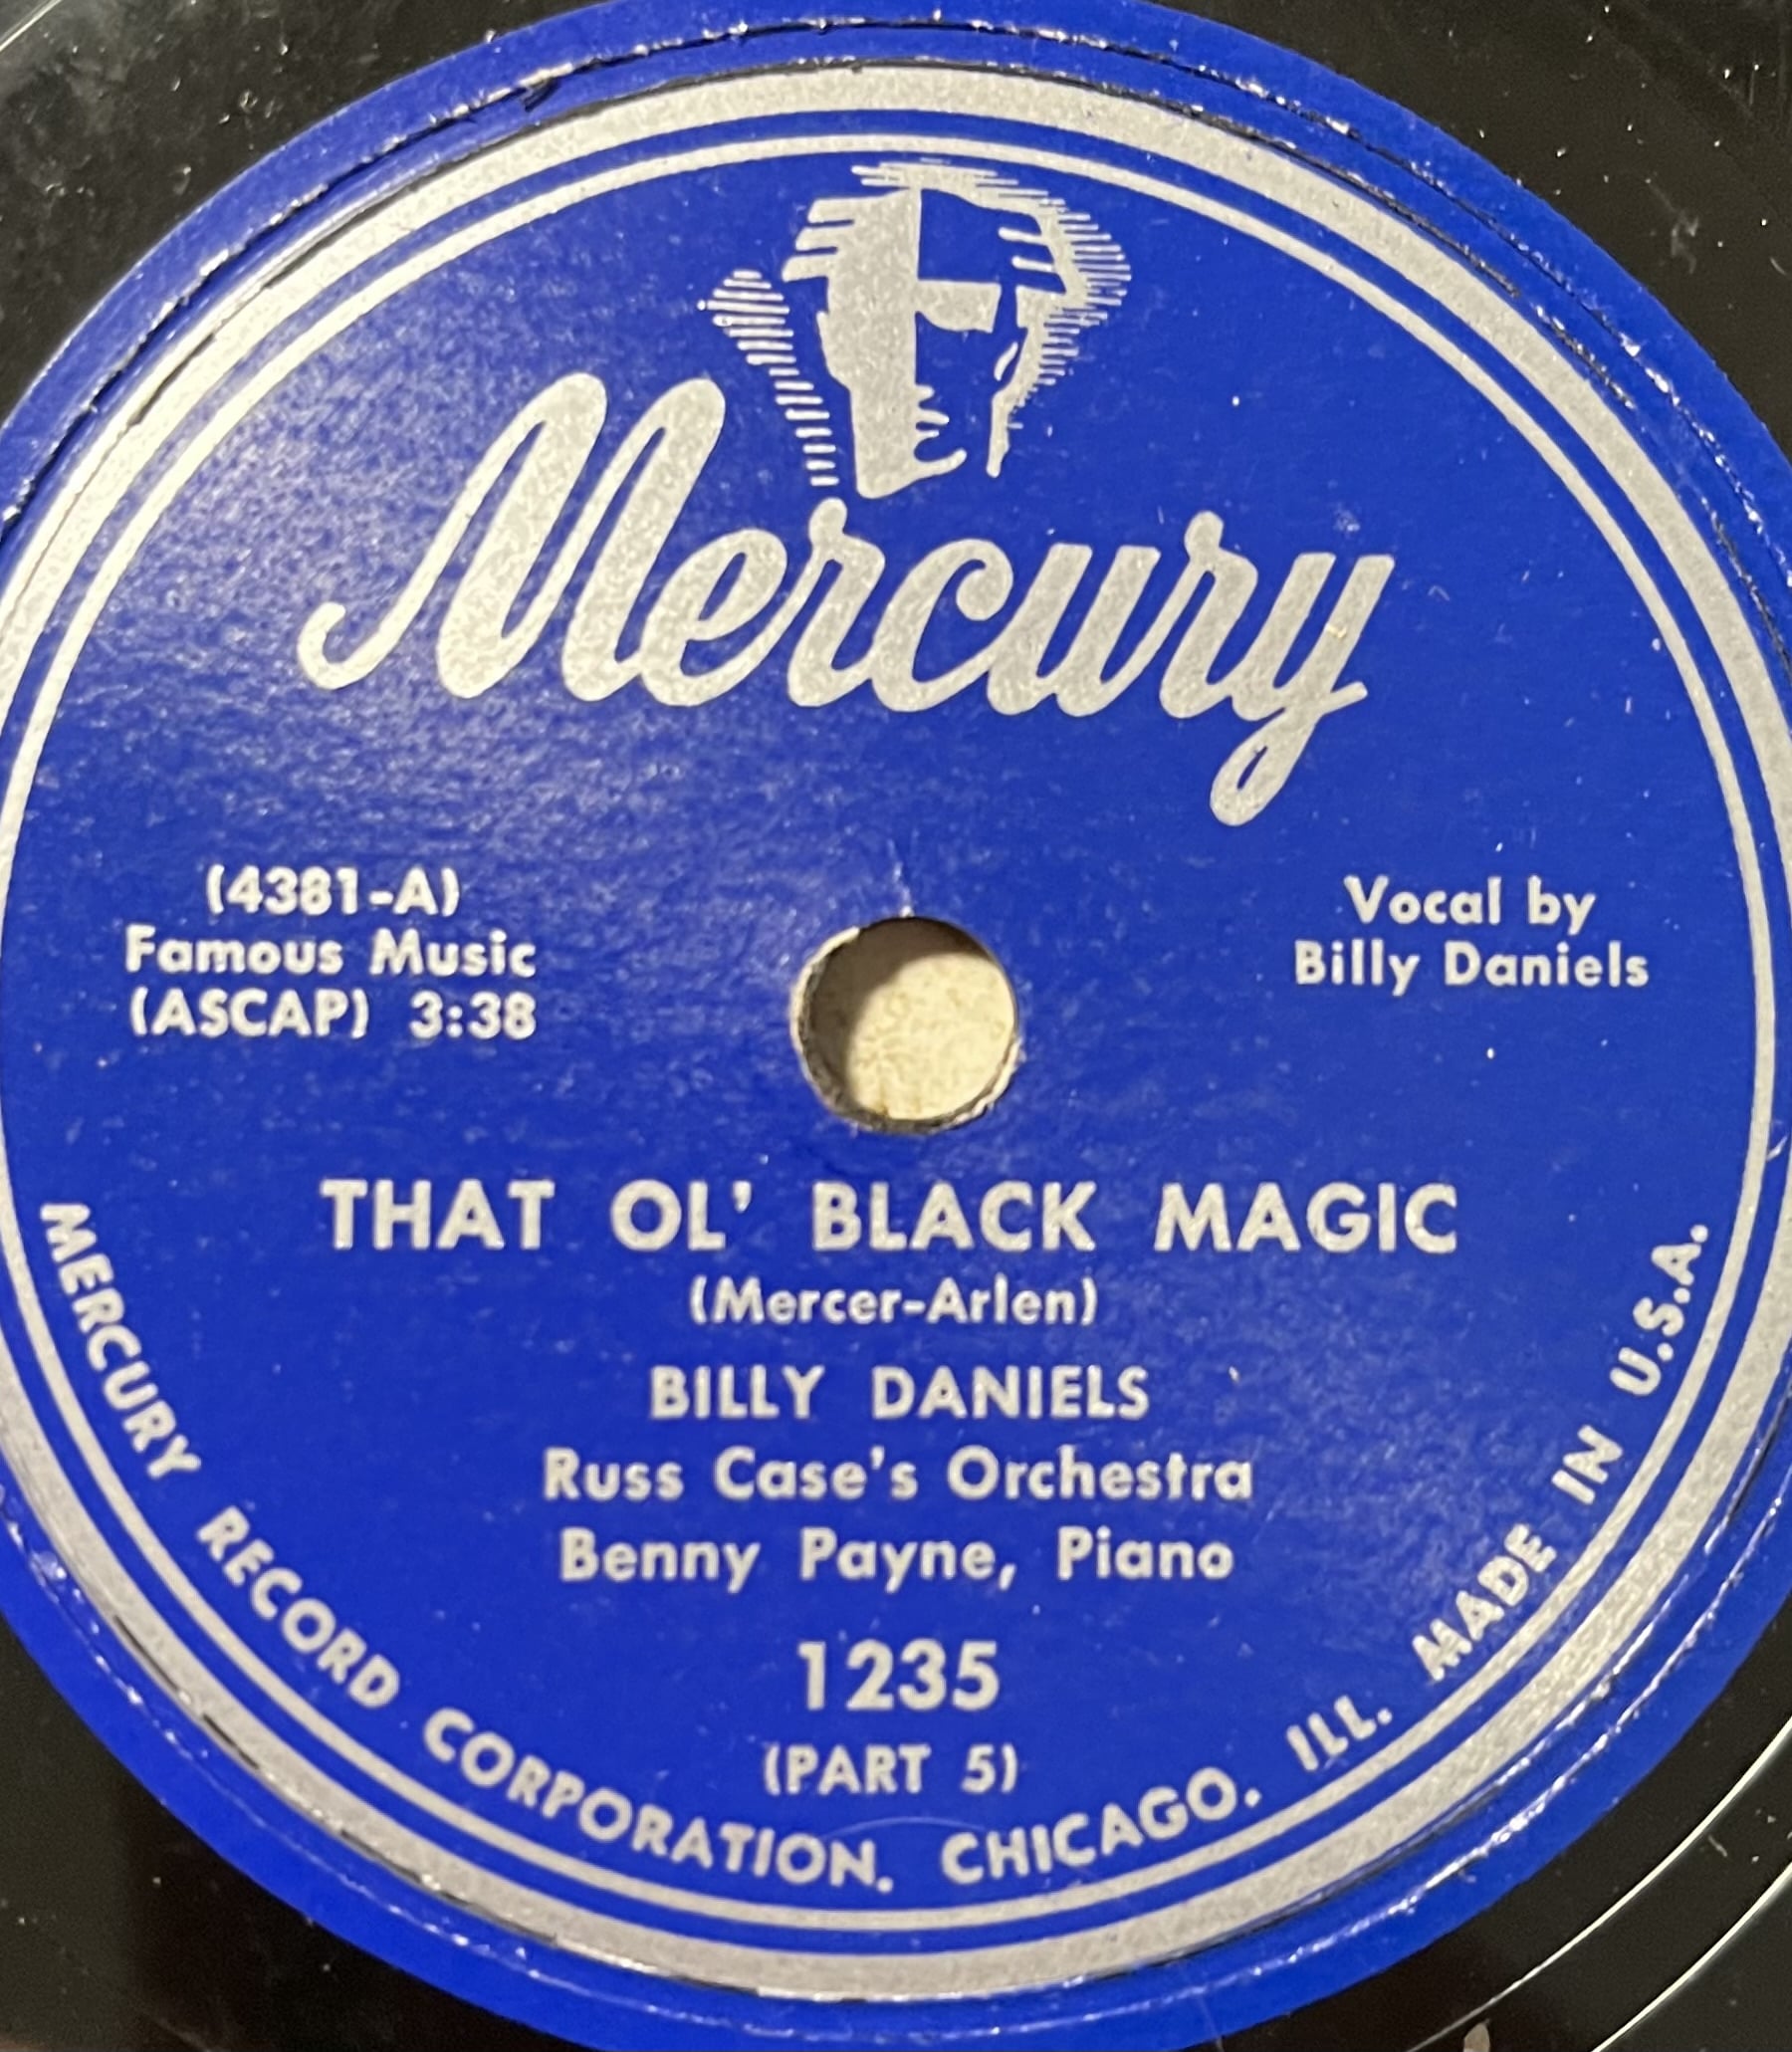 Mercury
(4381-A)
Famous Music
(ASCAP) 3:38
Vocal by
Billy Daniels
THAT OL' BLACK MAGIC
(Mercer-Arlen)
BILLY DANIELS
Russ Case's Orchestra
Benny Payne, Piano
1235
(PART 5)
MERCURY RECORD CORPORATION. CHICAGO. ILL. MADE IN U.S.A.